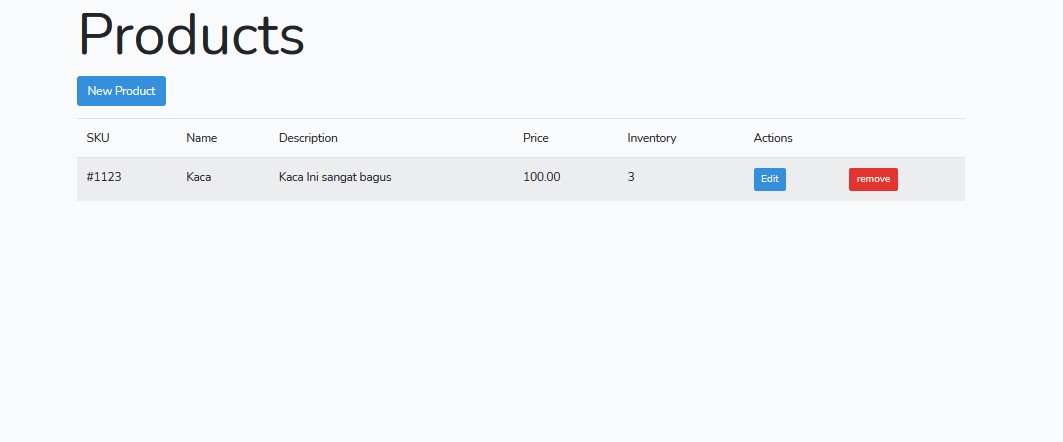 Products
New Product
SKU Name Description Price Inventory Actions
#1123 Kaca Kaca Ini sangat bagus 100.00 3 Edit remove